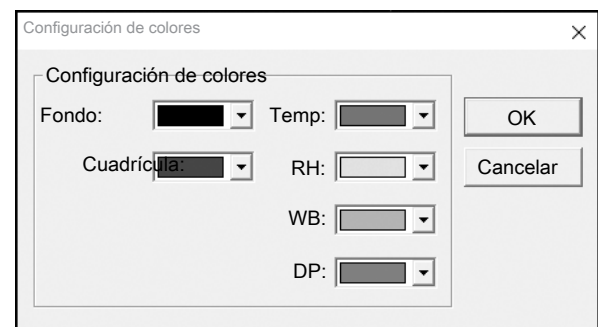 Configuración de colores
Configuración de colores
Fondo:
Temp:
OK
Cuadrícula:
RH:
Cancelar
WB:
DP: